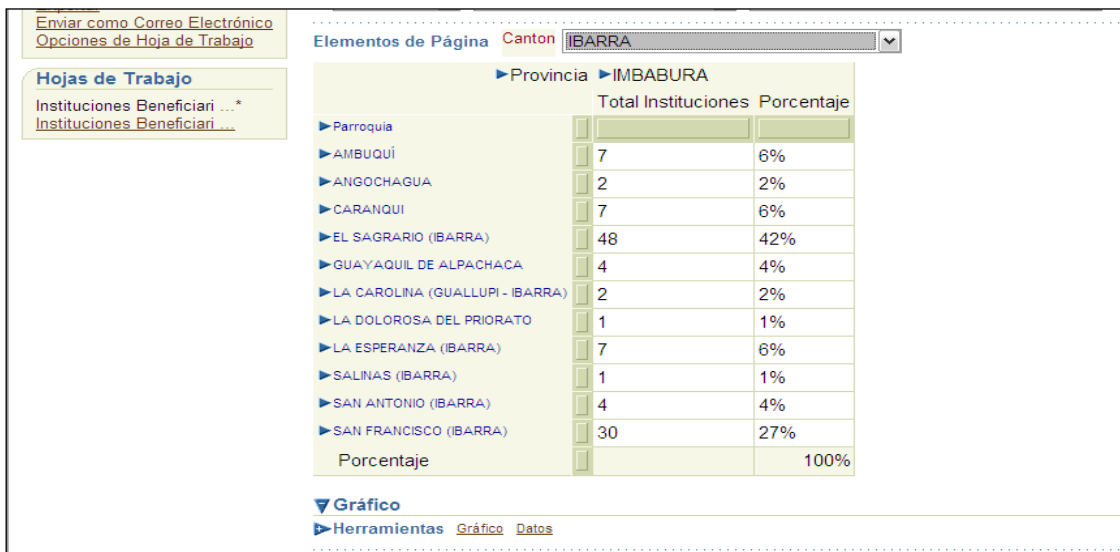 Exportar
Enviar como Correo Electrónico
Opciones de Hoja de Trabajo
Hojas de Trabajo
Instituciones Beneficiari ...*
Instituciones Beneficiari ...
Elementos de Página Canton IBARRA
Provincia IMBABURA
Total Instituciones Porcentaje
Parroquia
AMBUQUÍ 7 6%
ANGOCHAGUA 2 2%
CARANQUI 7 6%
EL SAGRARIO (IBARRA) 48 42%
GUAYAQUIL DE ALPACHACA 4 4%
LA CAROLINA (GUALLUPI - IBARRA) 2 2%
LA DOLOROSA DEL PRIORATO 1 1%
LA ESPERANZA (IBARRA) 7 6%
SALINAS (IBARRA) 1 1%
SAN ANTONIO (IBARRA) 4 4%
SAN FRANCISCO (IBARRA) 30 27%
Porcentaje 100%
Gráfico
Herramientas Gráfico Datos